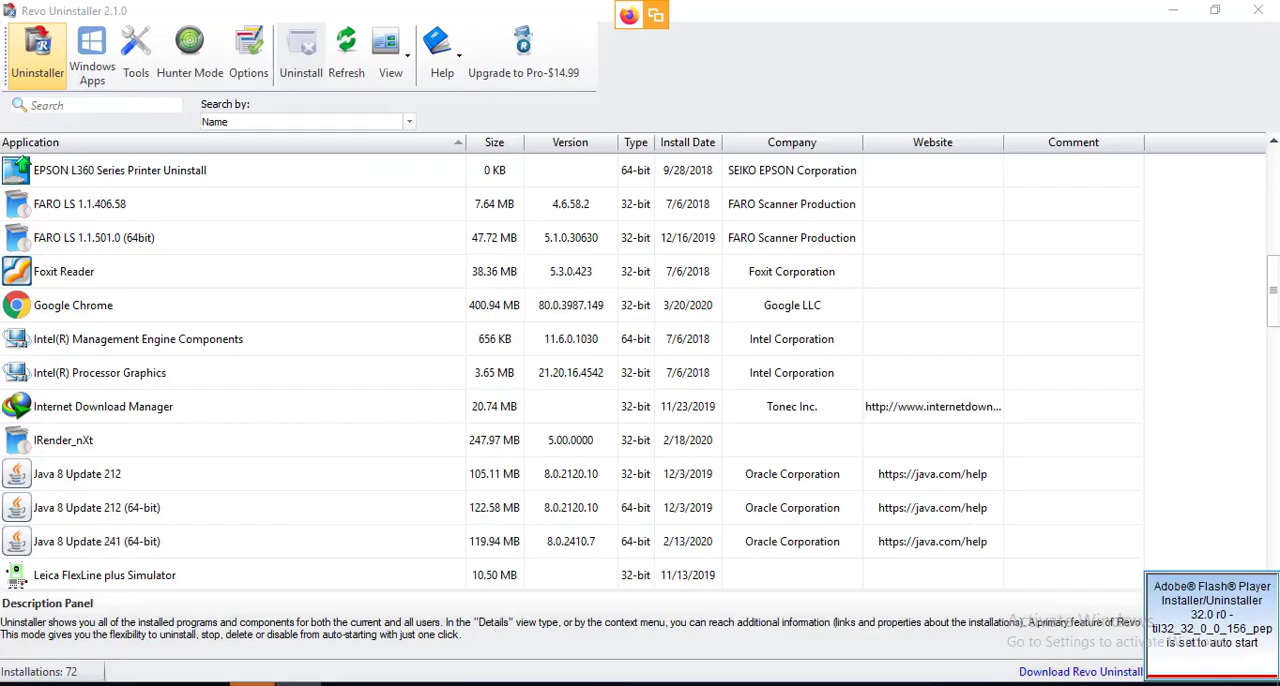 Revo Uninstaller 2.1.0
Uninstaller
Windows Apps
Tools
Hunter Mode
Options
Uninstall
Refresh
View
Help
Upgrade to Pro-$14.99
Search
Search by:
Name
Application Size Version Type Install Date Company Website Comment
EPSON L360 Series Printer Uninstall 0 KB 64-bit 9/28/2018 SEIKO EPSON Corporation
FARO LS 1.1.406.58 7.64 MB 4.6.58.2 32-bit 7/6/2018 FARO Scanner Production
FARO LS 1.1.501.0 (64bit) 47.72 MB 5.1.0.30630 32-bit 12/16/2019 FARO Scanner Production
Foxit Reader 38.36 MB 5.3.0.423 32-bit 7/6/2018 Foxit Corporation
Google Chrome 400.94 MB 80.0.3987.149 32-bit 3/20/2020 Google LLC
Intel(R) Management Engine Components 656 KB 11.6.0.1030 64-bit 7/6/2018 Intel Corporation
Intel(R) Processor Graphics 3.65 MB 21.20.16.4542 32-bit 7/6/2018 Intel Corporation
Internet Download Manager 20.74 MB 32-bit 11/23/2019 Tonec Inc. http://www.internetdown...
IRender_nXt 247.97 MB 5.00.0000 32-bit 2/18/2020
Java 8 Update 212 105.11 MB 8.0.2120.10 32-bit 12/3/2019 Oracle Corporation https://java.com/help
Java 8 Update 212 (64-bit) 122.58 MB 8.0.2120.10 64-bit 12/3/2019 Oracle Corporation https://java.com/help
Java 8 Update 241 (64-bit) 119.94 MB 8.0.2410.7 64-bit 2/13/2020 Oracle Corporation https://java.com/help
Leica FlexLine plus Simulator 10.50 MB 32-bit 11/13/2019
Description Panel
Uninstaller shows you all of the installed programs and components for both the current and all users. In the "Details" view type, or by the context menu, you can reach additional infomation (links and properties about the installations). A primary feature of Revo
This mode gives you the flexibility to uninstall, stop, delete or disable from auto-starting with just one click.
Activate Windows
Go to Settings to activate
Adobe® Flash® Player
Installer/Uninstaller
32.0 r0 -
til32_32_0_0_156_pep
is set to auto start
Installations: 72
Download Revo Uninstall